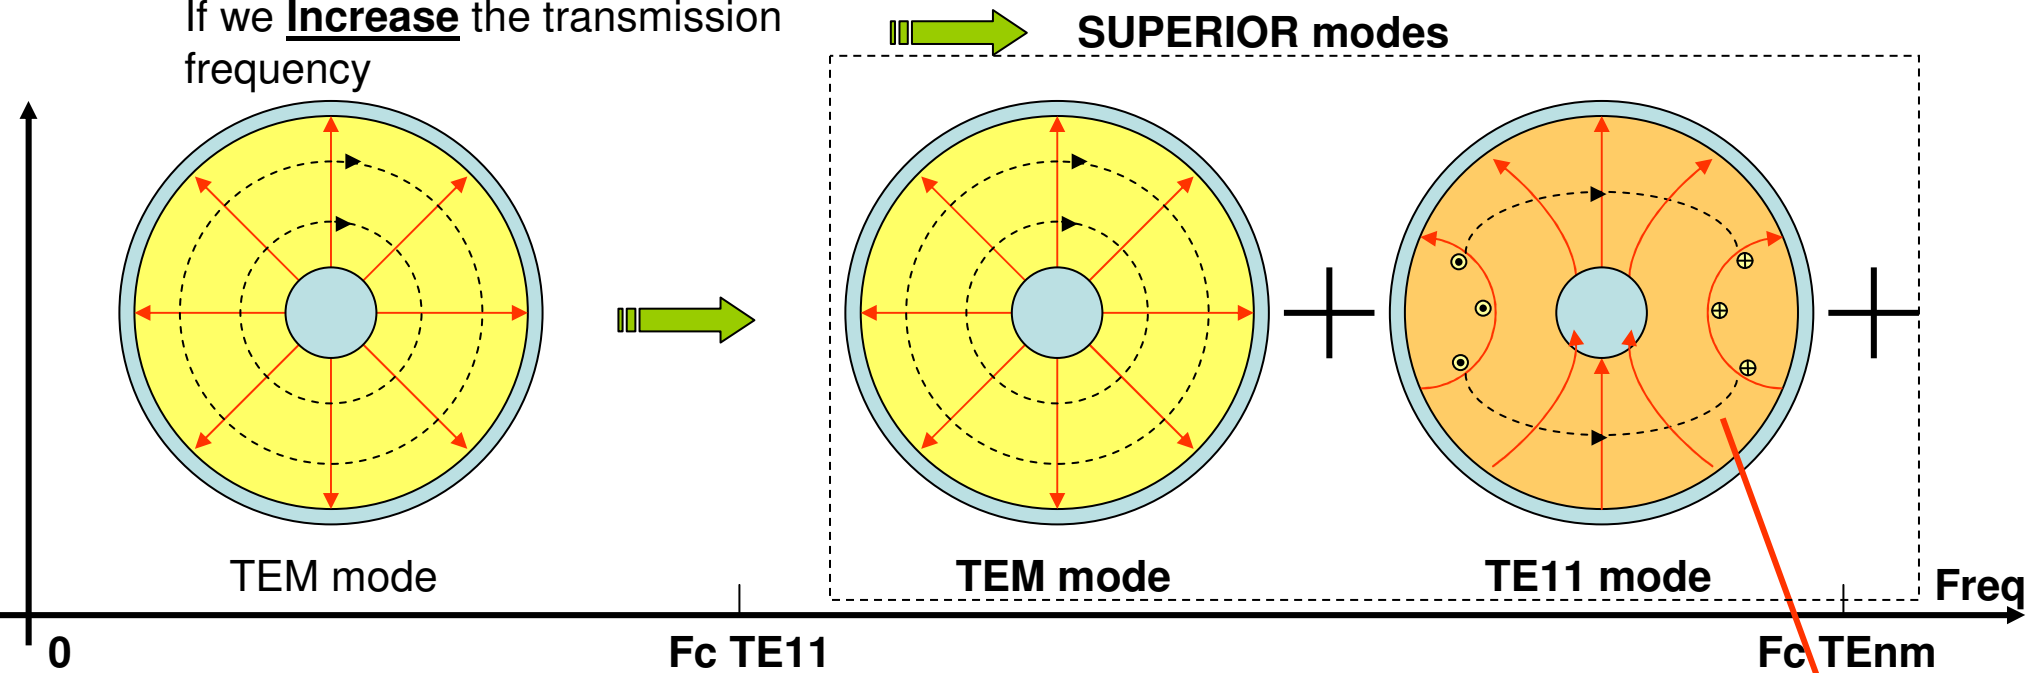 If we Increase the transmission
frequency
SUPERIOR modes
TEM mode
TEM mode
TE11 mode
Freq
0
Fc TE11
Fc TEnm